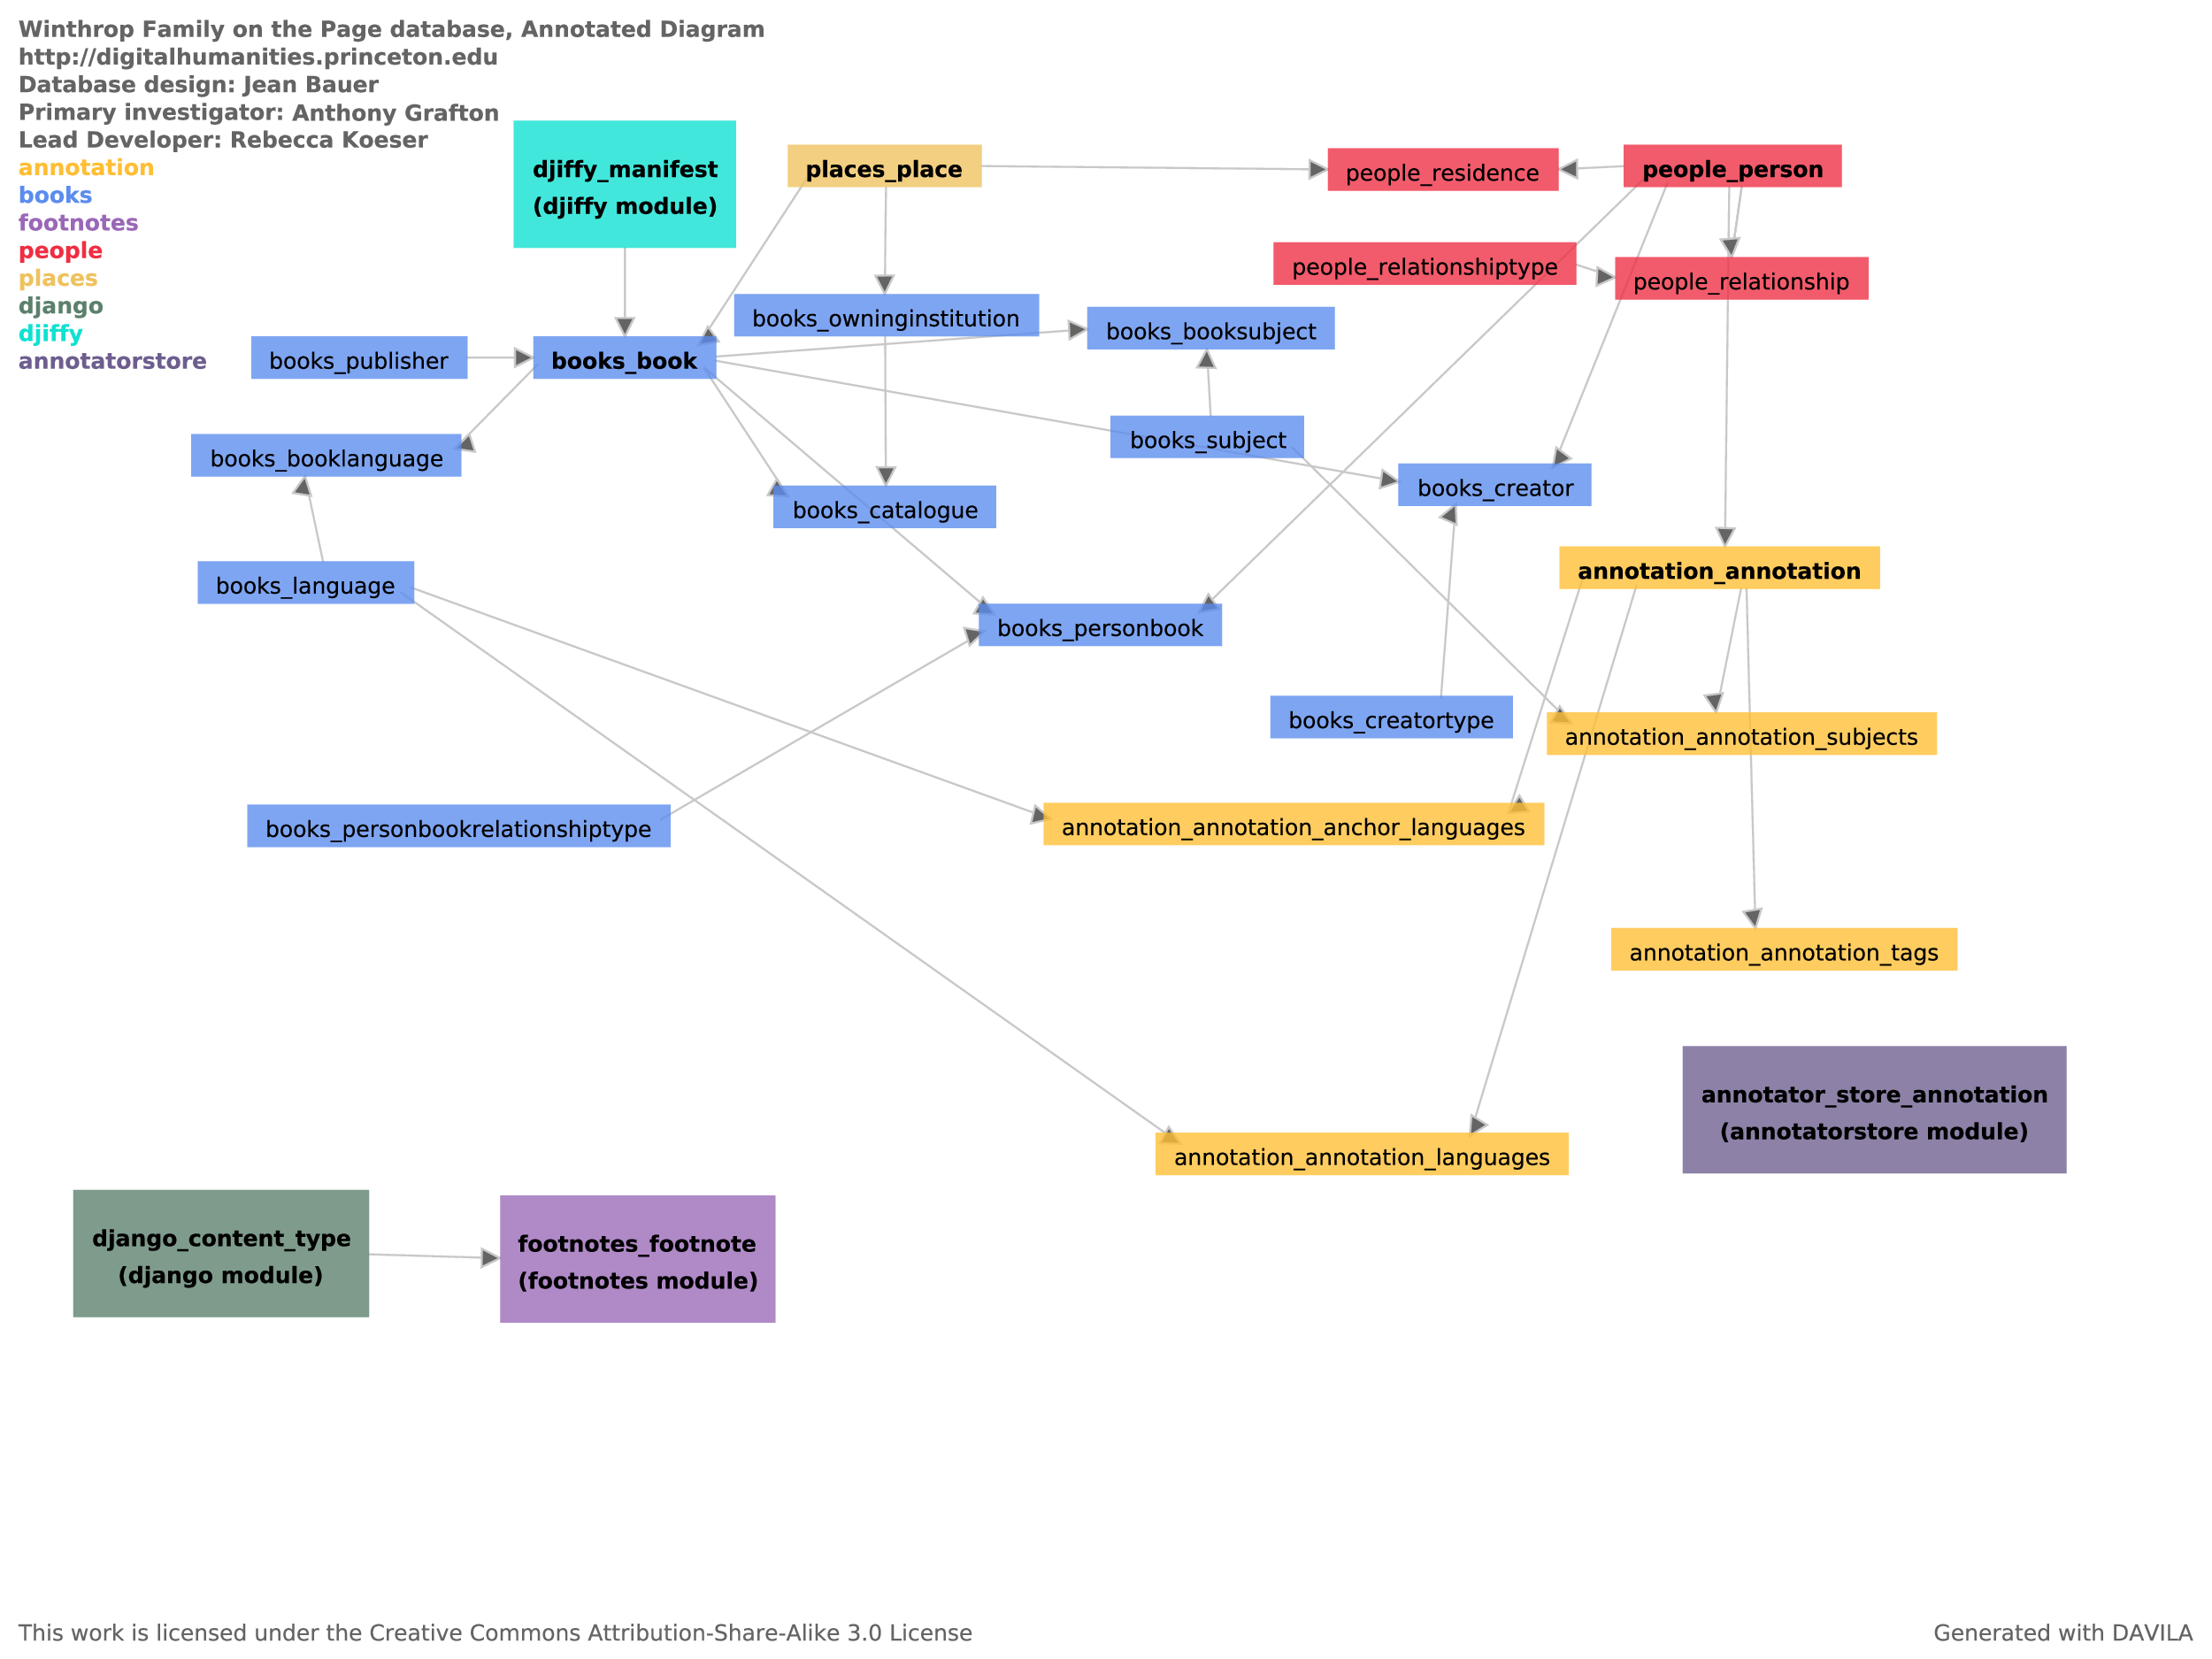 Winthrop Family on the Page database, Annotated Diagram
http://digitalhumanities.princeton.edu
Database design: Jean Bauer
Primary investigator: Anthony Grafton
Lead Developer: Rebecca Koeser
annotation
books
footnotes
people
places
django
djiffy
annotatorstore
djiffy_manifest
(djiffy module)
places_place
people_residence
people_person
people_relationshiptype
people_relationship
books_owninginstitution
books_booksubject
books_publisher
books_book
books_subject
books_booklanguage
books_creator
books_catalogue
annotation_annotation
books_language
books_personbook
books_creatortype
annotation_annotation_subjects
books_personbookrelationshiptype
annotation_annotation_anchor_languages
annotation_annotation_tags
annotator_store_annotation
(annotatorstore module)
annotation_annotation_languages
django_content_type
(django module)
footnotes_footnote
(footnotes module)
This work is licensed under the Creative Commons Attribution-Share-Alike 3.0 License
Generated with DAVILA